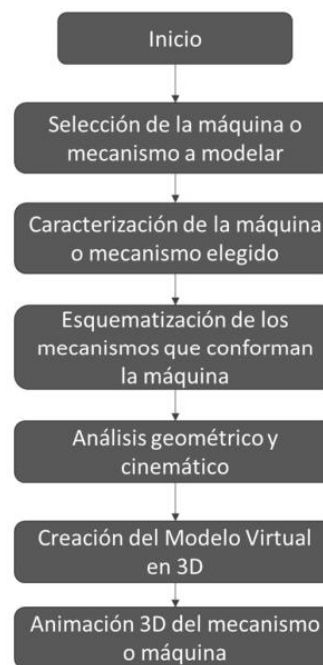 Inicio
Selección de la máquina o
mecanismo a modelar
Caracterización de la máquina
o mecanismo elegido
Esquematización de los
mecanismos que conforman
la máquina
Análisis geométrico y
cinemático
Creación del Modelo Virtual
en 3D
Animación 3D del mecanismo
o máquina